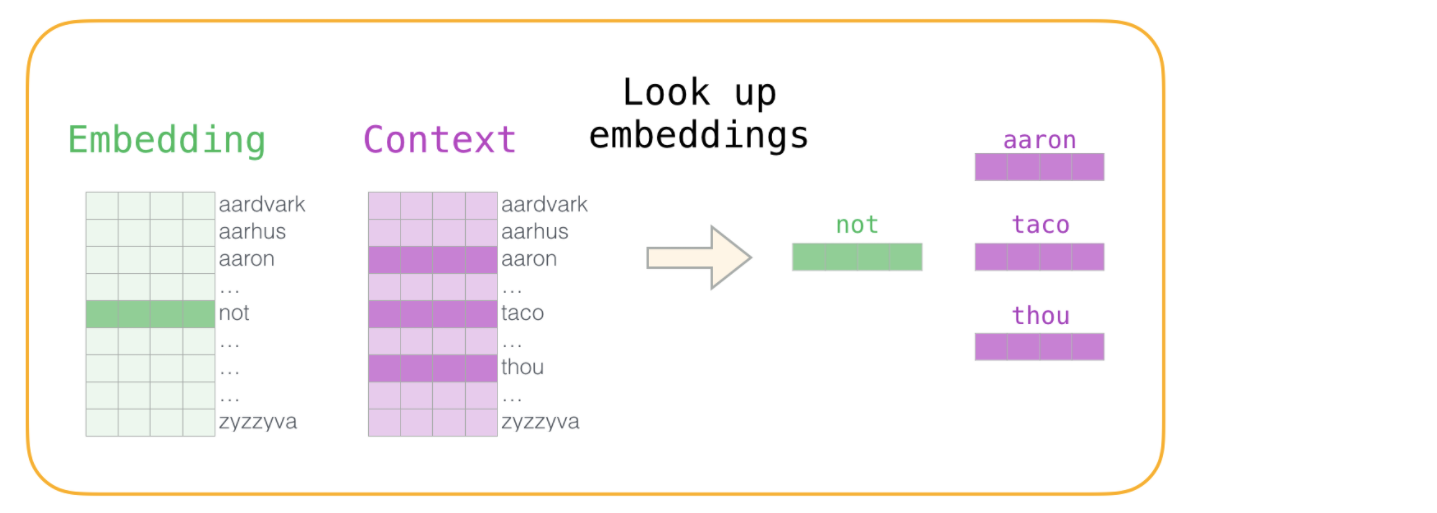 Look up
embeddings
Embedding
Context
aardvark
aarhus
aaron
...
not
...
...
...
zyzzyva
aardvark
aarhus
aaron
...
taco
...
thou
...
zyzzyva
not
aaron
taco
thou